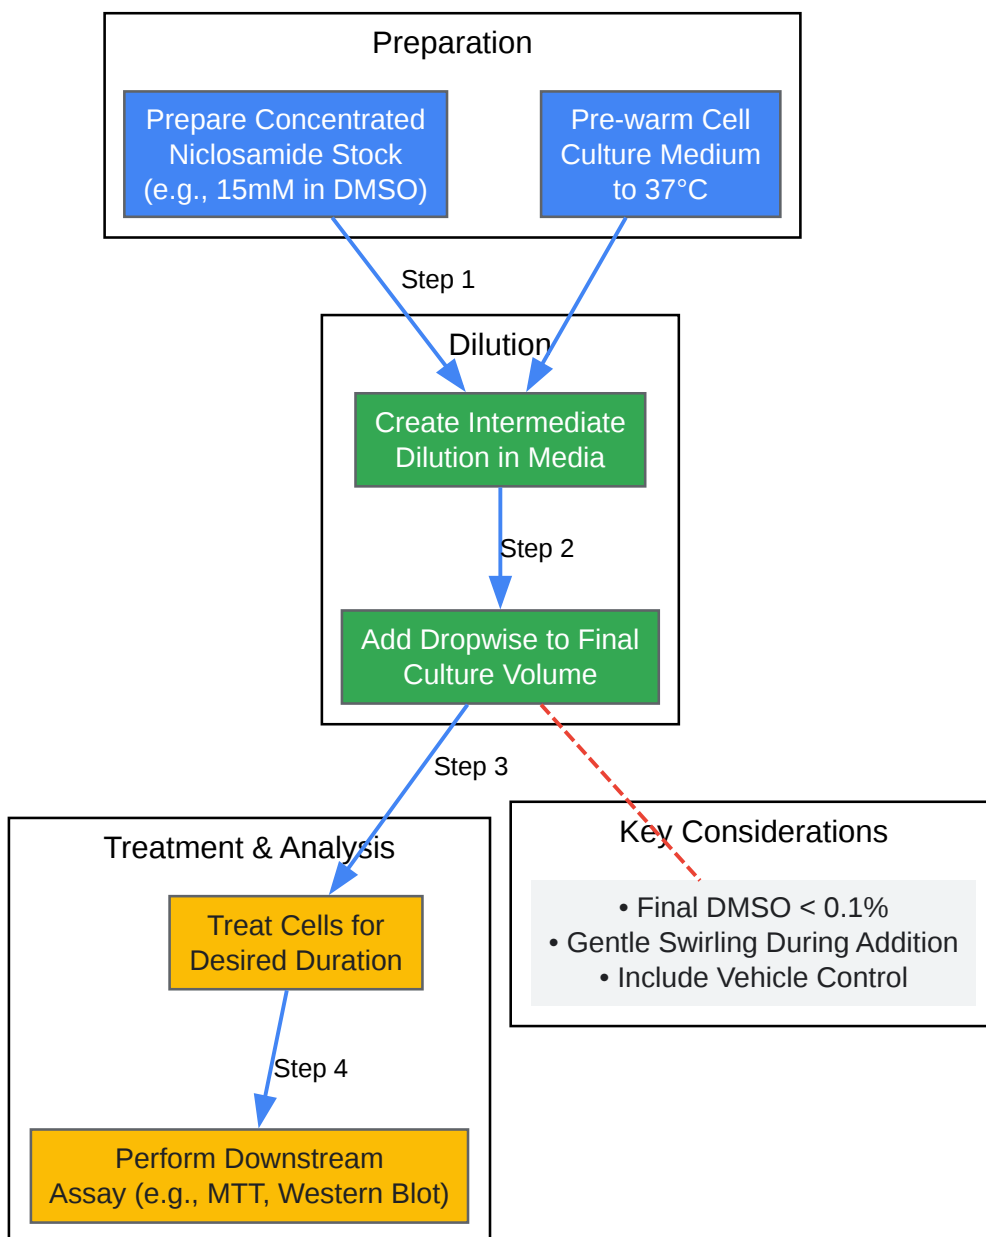 Preparation
Prepare Concentrated
Niclosamide Stock
(e.g., 15mM in DMSO)
Pre-warm Cell
Culture Medium
to 37°C
Step 1
Dilution
Create Intermediate
Dilution in Media
Step 2
Add Dropwise to Final
Culture Volume
Step 3
Treatment & Analysis
Treat Cells for
Desired Duration
Step 4
Perform Downstream
Assay (e.g., MTT, Western Blot)
Key Considerations
• Final DMSO < 0.1%
• Gentle Swirling During Addition
• Include Vehicle Control